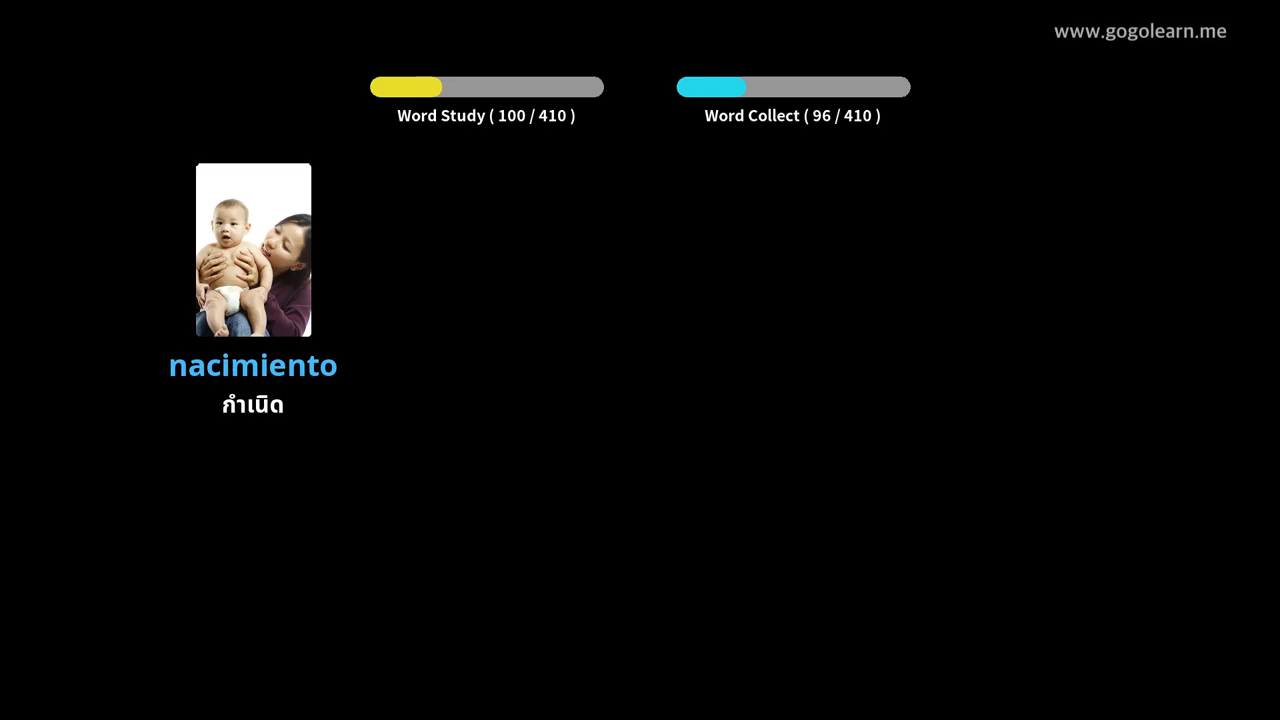 www.gogolearn.me
Word Study ( 100 / 410 )
Word Collect ( 96 / 410 )
nacimiento
กำเนิด